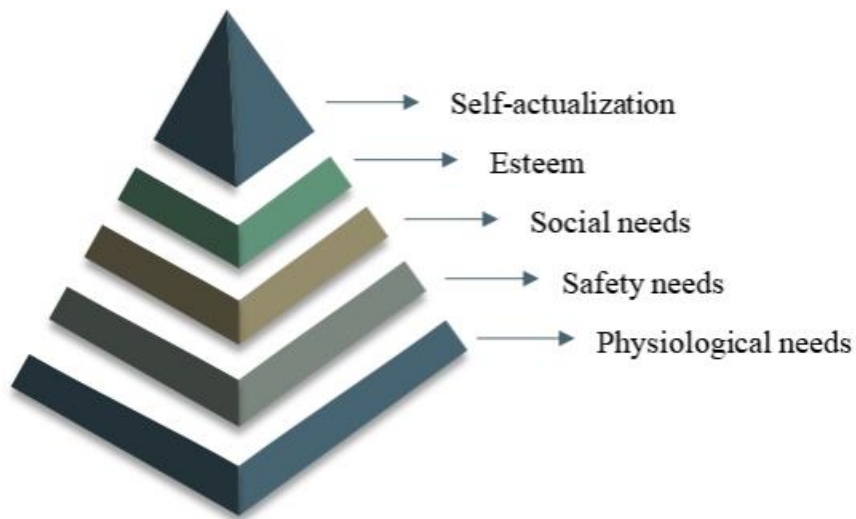 Self-actualization
Esteem
Social needs
Safety needs
Physiological needs